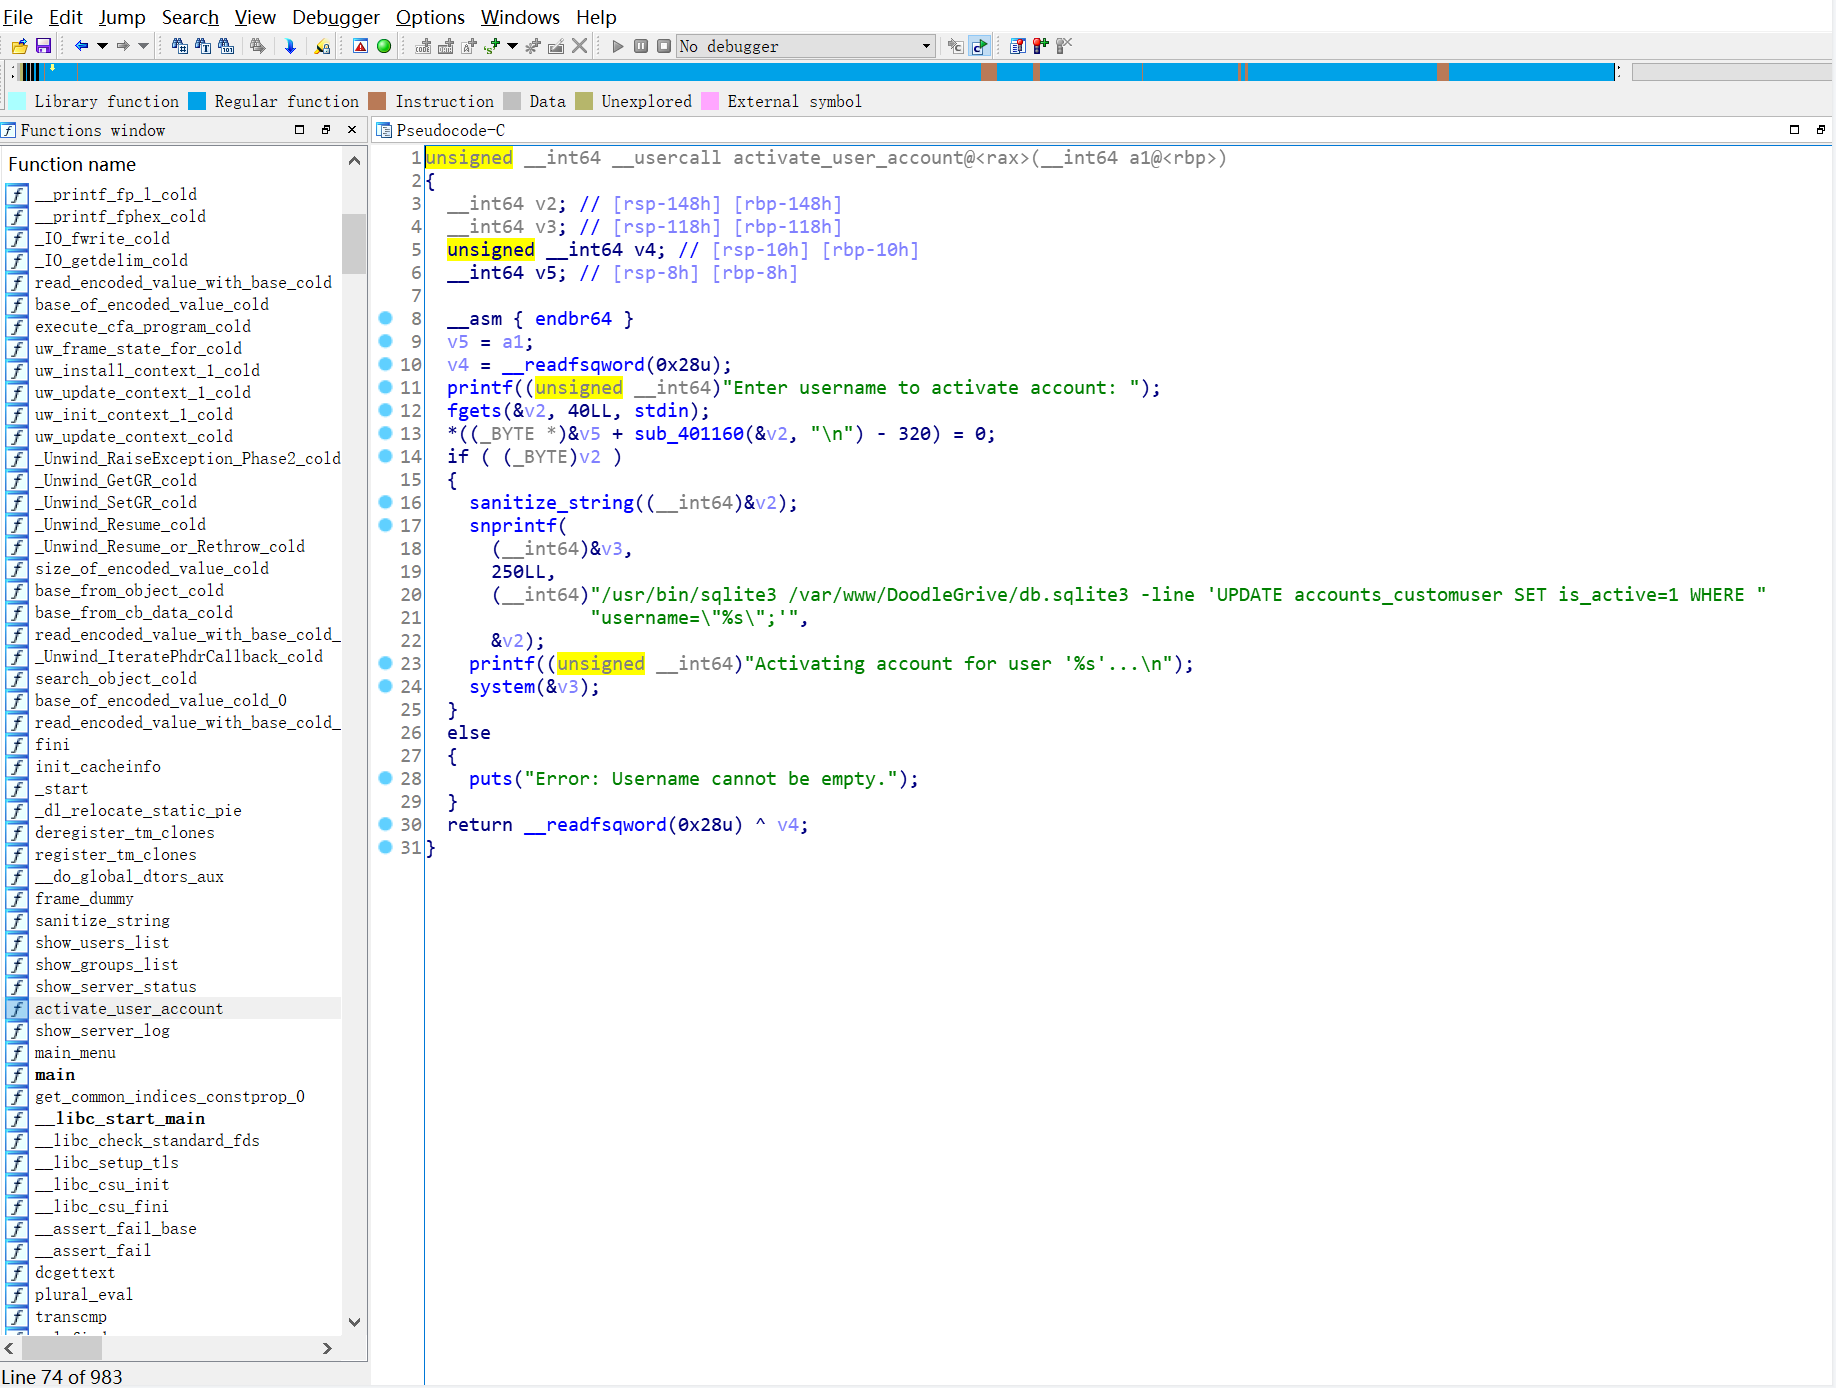 File Edit Jump Search View Debugger Options Windows Help
No debugger
Library function Regular function Instruction Data Unexplored External symbol
Functions window
Function name
__printf_fp_l_cold
__printf_fphex_cold
_IO_fwrite_cold
_IO_getdelim_cold
read_encoded_value_with_base_cold
base_of_encoded_value_cold
execute_cfa_program_cold
uw_frame_state_for_cold
uw_install_context_1_cold
uw_update_context_1_cold
uw_init_context_1_cold
uw_update_context_cold
_Unwind_RaiseException_Phase2_cold
_Unwind_GetGR_cold
_Unwind_SetGR_cold
_Unwind_Resume_cold
_Unwind_Resume_or_Rethrow_cold
size_of_encoded_value_cold
base_from_object_cold
base_from_cb_data_cold
read_encoded_value_with_base_cold_
_Unwind_IteratePhdrCallback_cold
search_object_cold
base_of_encoded_value_cold_0
read_encoded_value_with_base_cold_
fini
init_cacheinfo
_start
_dl_relocate_static_pie
deregister_tm_clones
register_tm_clones
__do_global_dtors_aux
frame_dummy
sanitize_string
show_users_list
show_groups_list
show_server_status
activate_user_account
show_server_log
main_menu
main
get_common_indices_constprop_0
__libc_start_main
__libc_check_standard_fds
__libc_setup_tls
__libc_csu_init
__libc_csu_fini
__assert_fail_base
__assert_fail
dcgettext
plural_eval
transcmp
Line 74 of 983
Pseudocode-C
1 unsigned __int64 __usercall activate_user_account@<rax>(__int64 a1@<rbp>)
2 {
3 __int64 v2; // [rsp-148h] [rbp-148h]
4 __int64 v3; // [rsp-118h] [rbp-118h]
5 unsigned __int64 v4; // [rsp-10h] [rbp-10h]
6 __int64 v5; // [rsp-8h] [rbp-8h]
7
8 __asm { endbr64 }
9 v5 = a1;
10 v4 = __readfsqword(0x28u);
11 printf((unsigned __int64)"Enter username to activate account: ");
12 fgets(&v2, 40LL, stdin);
13 *((_BYTE *)&v5 + sub_401160(&v2, "\n") - 320) = 0;
14 if ( (_BYTE)v2 )
15 {
16 sanitize_string((__int64)&v2);
17 snprintf(
18 (__int64)&v3,
19 250LL,
20 (__int64)"/usr/bin/sqlite3 /var/www/DoodleGrive/db.sqlite3 -line 'UPDATE accounts_customuser SET is_active=1 WHERE "
21 "username=\"%s\";'",
22 &v2);
23 printf((unsigned __int64)"Activating account for user '%s'...\n");
24 system(&v3);
25 }
26 else
27 {
28 puts("Error: Username cannot be empty.");
29 }
30 return __readfsqword(0x28u) ^ v4;
31 }